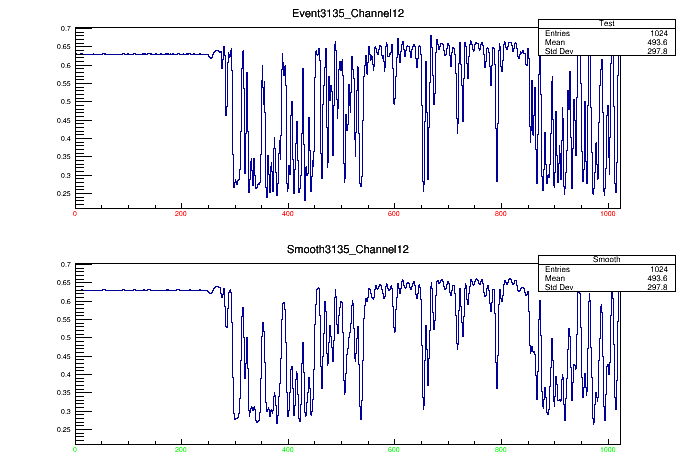 Event3135_Channel12
Test
Entries 1024
Mean 493.6
Std Dev 297.8
0.7
0.65
0.6
0.55
0.5
0.45
0.4
0.35
0.3
0.25
0 200 400 600 800 1000
Smooth3135_Channel12
Smooth
Entries 1024
Mean 493.6
Std Dev 297.8
0.7
0.65
0.6
0.55
0.5
0.45
0.4
0.35
0.3
0.25
0 200 400 600 800 1000